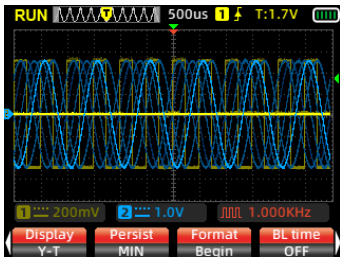 RUN T 500us 1 T:1.7V
2
1 200mV 2 1.0V 1.000KHz
Display Persist Format BL time
Y-T MIN Begin OFF